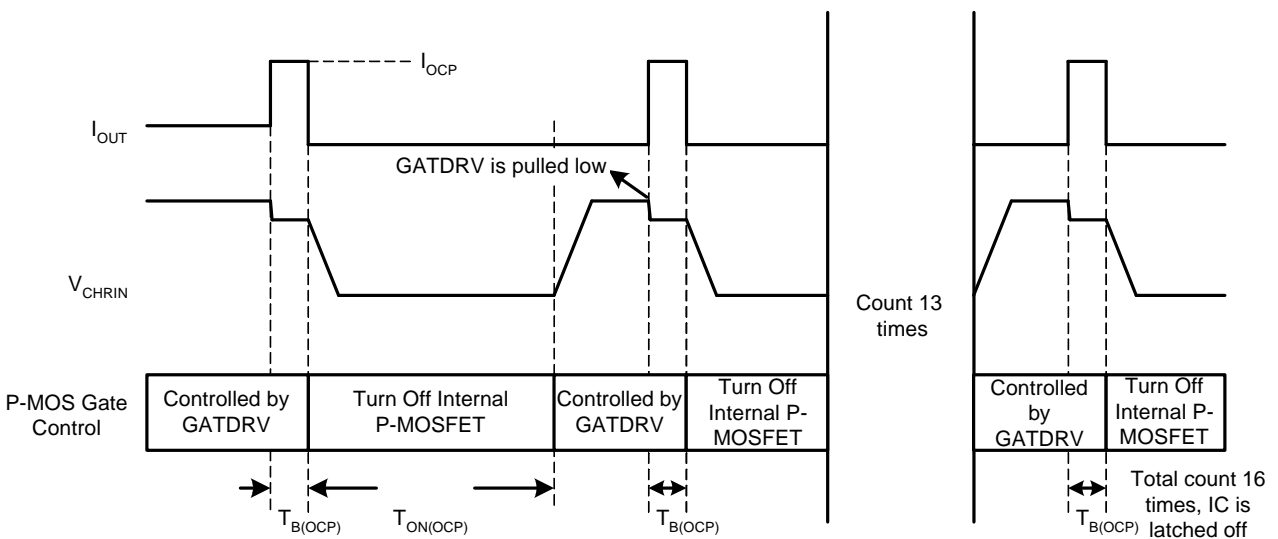 I_OCP
I_OUT
GATDRV is pulled low
V_CHRIN
Count 13
times
P-MOS Gate
Control
Controlled by
GATDRV
Turn Off Internal
P-MOSFET
Controlled by
GATDRV
Turn Off
Internal P-
MOSFET
Controlled
by
GATDRV
Turn Off
Internal P-
MOSFET
T_B(OCP)
T_ON(OCP)
T_B(OCP)
T_B(OCP)
Total count 16
times, IC is
latched off